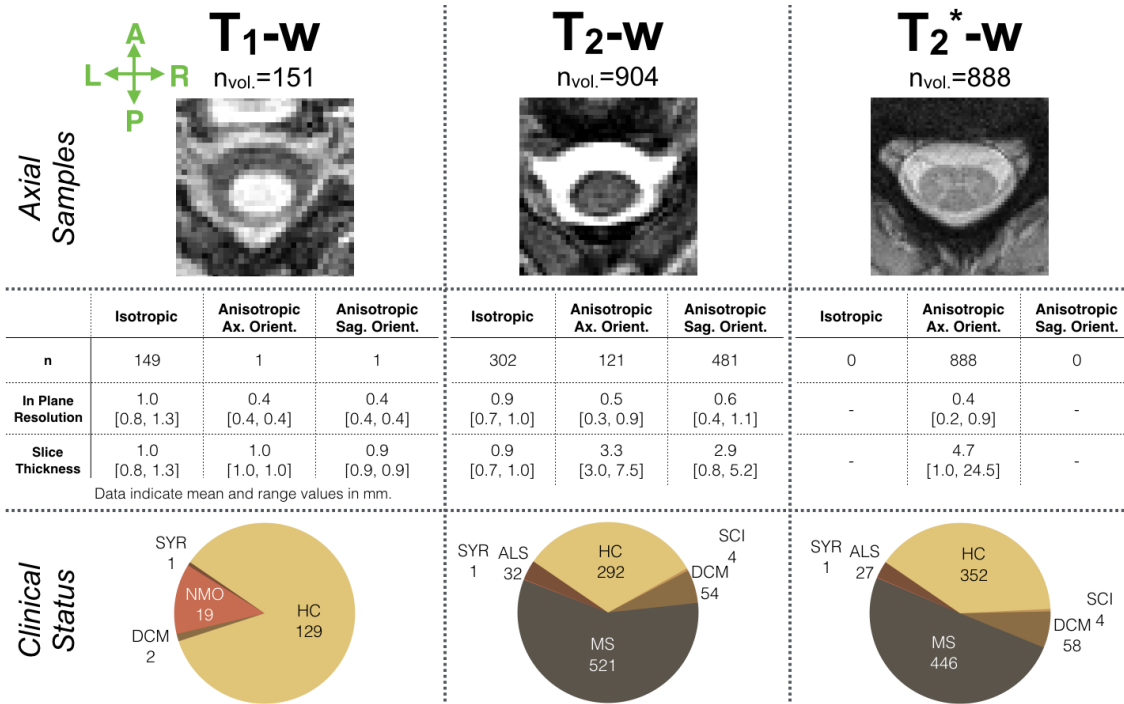 T1-w
nvol.=151
T2-w
nvol.=904
T2*-w
nvol.=888
A
L R
P
Axial
Samples
Isotropic Anisotropic Ax. Orient. Anisotropic Sag. Orient. Isotropic Anisotropic Ax. Orient. Anisotropic Sag. Orient. Isotropic Anisotropic Ax. Orient. Anisotropic Sag. Orient.
n 149 1 1 302 121 481 0 888 0
In Plane Resolution 1.0 [0.8, 1.3] 0.4 [0.4, 0.4] 0.4 [0.4, 0.4] 0.9 [0.7, 1.0] 0.5 [0.3, 0.9] 0.6 [0.4, 1.1] - 0.4 [0.2, 0.9] -
Slice Thickness 1.0 [0.8, 1.3] 1.0 [1.0, 1.0] 0.9 [0.9, 0.9] 0.9 [0.7, 1.0] 3.3 [3.0, 7.5] 2.9 [0.8, 5.2] - 4.7 [1.0, 24.5] -
Data indicate mean and range values in mm.
Clinical
Status
SYR
1
NMO
19
DCM
2
HC
129
SYR
1
ALS
32
HC
292
SCI
4
DCM
54
MS
521
SYR
1
ALS
27
HC
352
SCI
4
DCM
58
MS
446